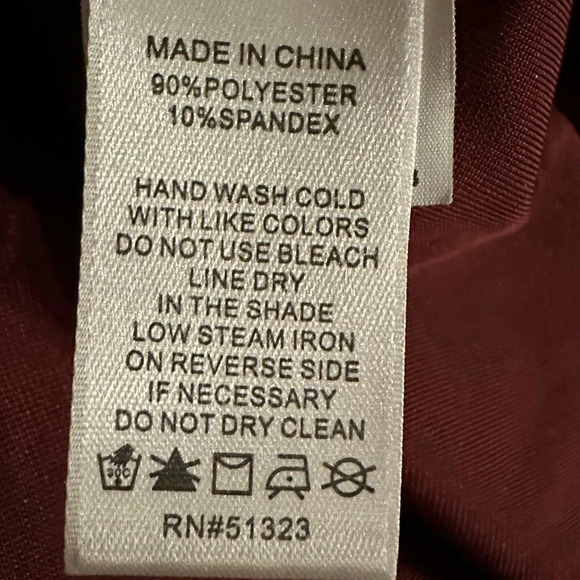 MADE IN CHINA
90%POLYESTER
10%SPANDEX
HAND WASH COLD
WITH LIKE COLORS
DO NOT USE BLEACH
LINE DRY
IN THE SHADE
LOW STEAM IRON
ON REVERSE SIDE
IF NECESSARY
DO NOT DRY CLEAN
RN#51323